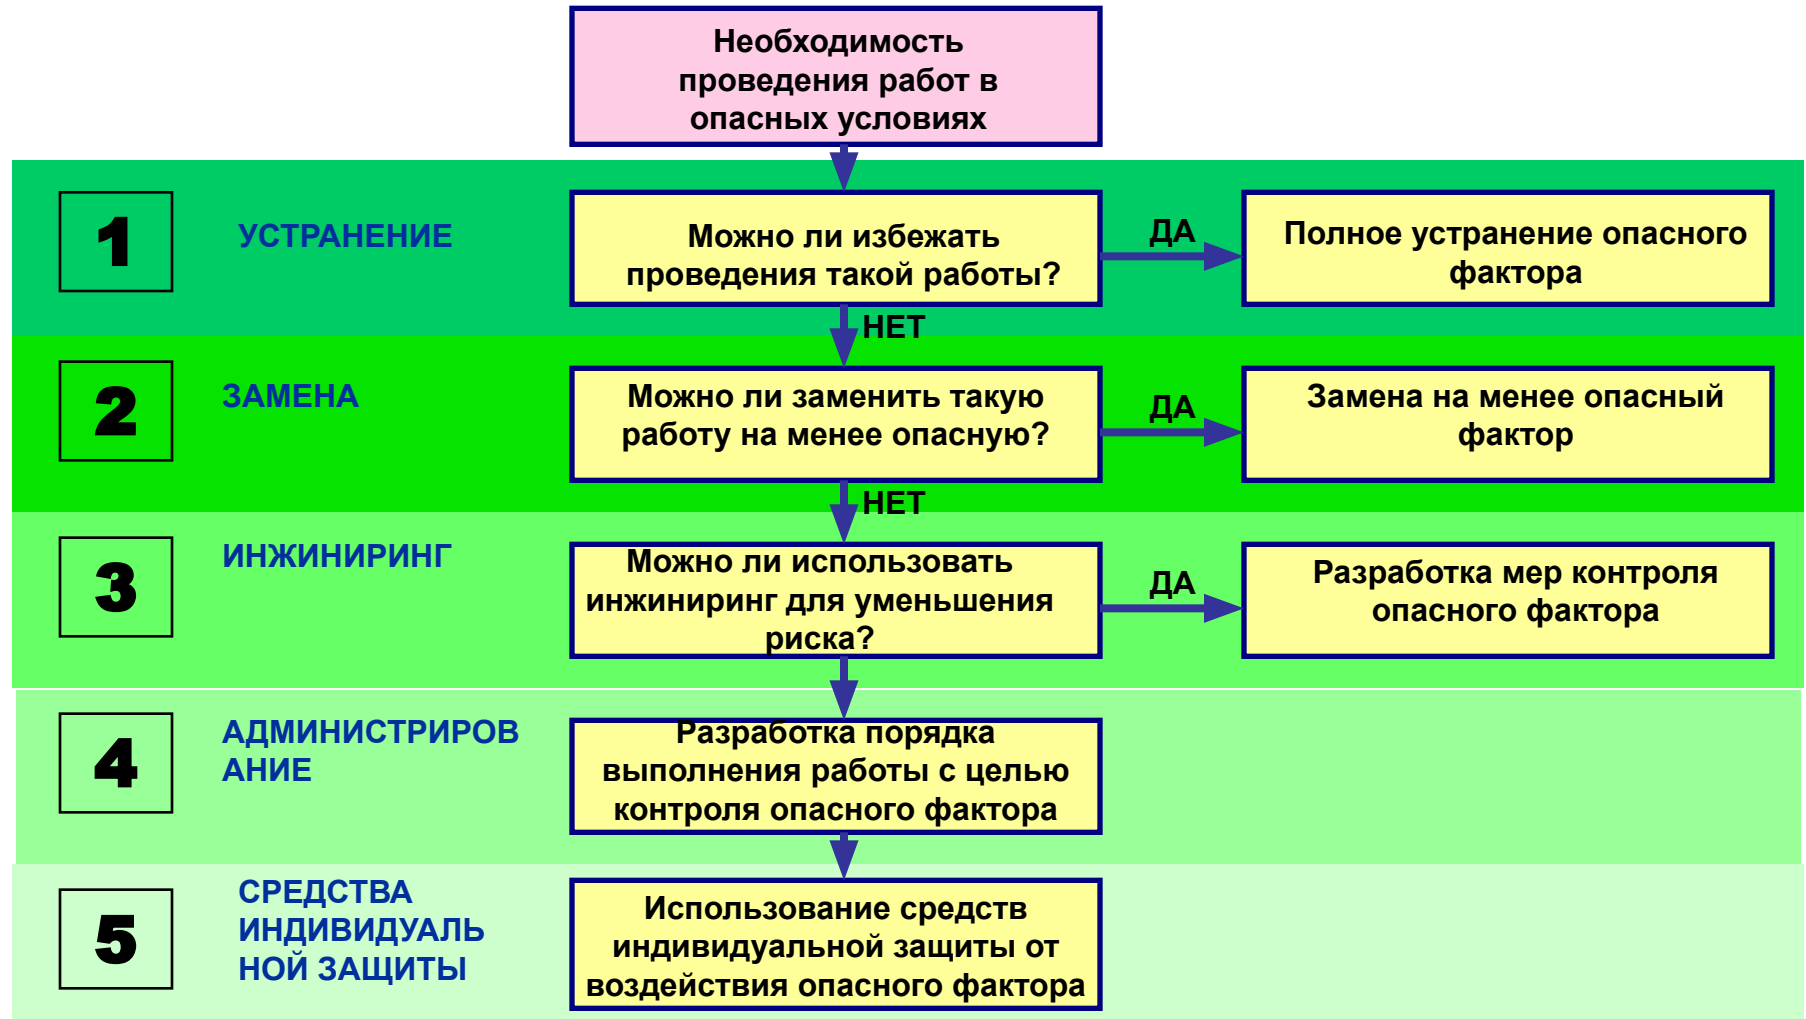 Необходимость
проведения работ в
опасных условиях
1
УСТРАНЕНИЕ
Можно ли избежать
проведения такой работы?
ДА
Полное устранение опасного
фактора
НЕТ
2
ЗАМЕНА
Можно ли заменить такую
работу на менее опасную?
ДА
Замена на менее опасный
фактор
НЕТ
3
ИНЖИНИРИНГ
Можно ли использовать
инжиниринг для уменьшения
риска?
ДА
Разработка мер контроля
опасного фактора
4
АДМИНИСТРИРОВ
АНИЕ
Разработка порядка
выполнения работы с целью
контроля опасного фактора
5
СРЕДСТВА
ИНДИВИДУАЛЬ
НОЙ ЗАЩИТЫ
Использование средств
индивидуальной защиты от
воздействия опасного фактора